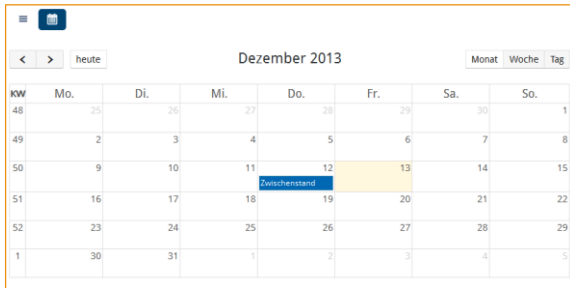 heute Dezember 2013 Monat Woche Tag
KW Mo. Di. Mi. Do. Fr. Sa. So.
48 25 26 27 28 29 30 1
49 2 3 4 5 6 7 8
50 9 10 11 12 13 14 15
Zwischenstand
51 16 17 18 19 20 21 22
52 23 24 25 26 27 28 29
1 30 31 1 2 3 4 5